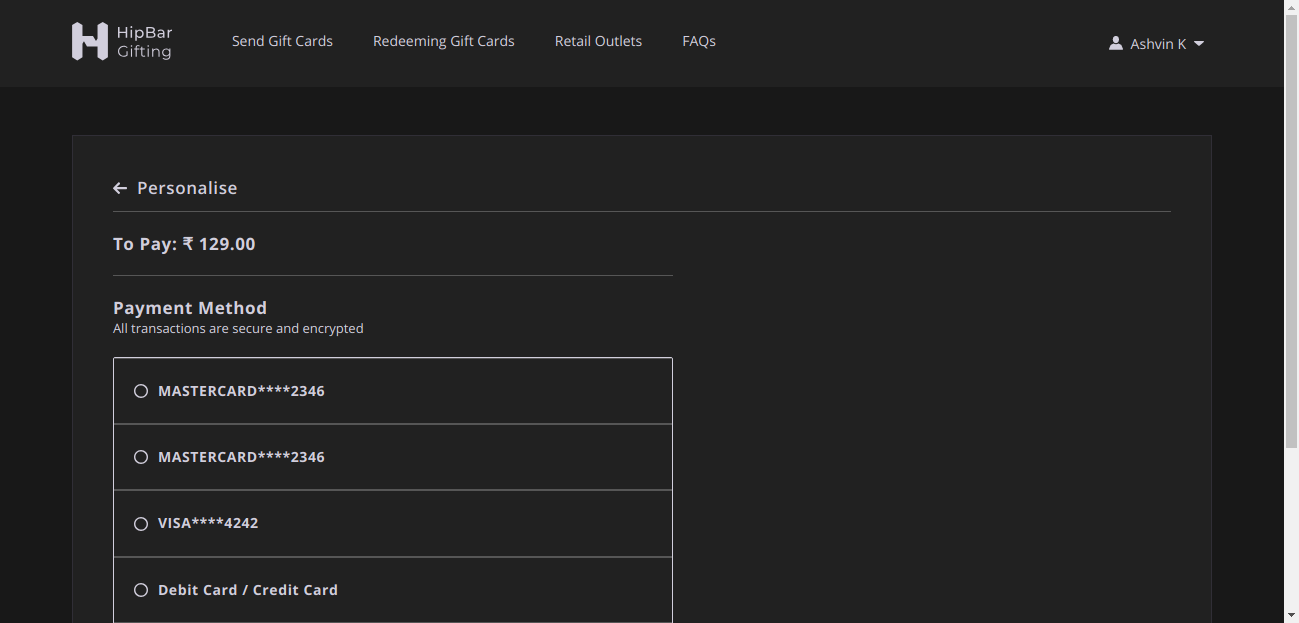 HipBar
Gifting
Send Gift Cards
Redeeming Gift Cards
Retail Outlets
FAQs
Ashvin K
Personalise
To Pay: ₹ 129.00
Payment Method
All transactions are secure and encrypted
MASTERCARD****2346
MASTERCARD****2346
VISA****4242
Debit Card / Credit Card